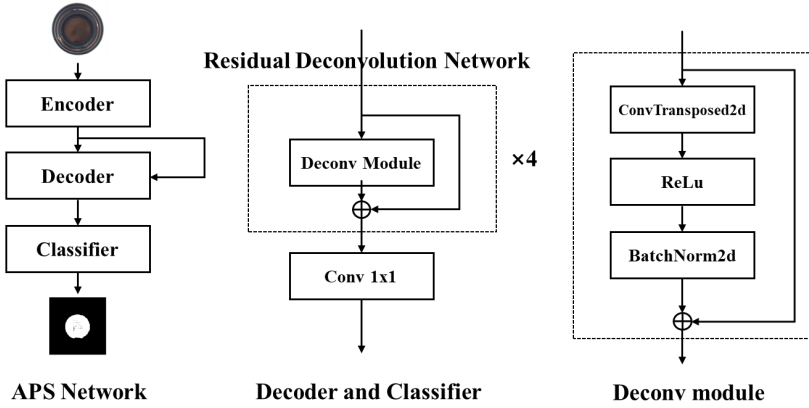 Encoder
Decoder
Classifier
APS Network
Residual Deconvolution Network
Deconv Module
×4
Conv 1x1
Decoder and Classifier
ConvTransposed2d
ReLu
BatchNorm2d
Deconv module